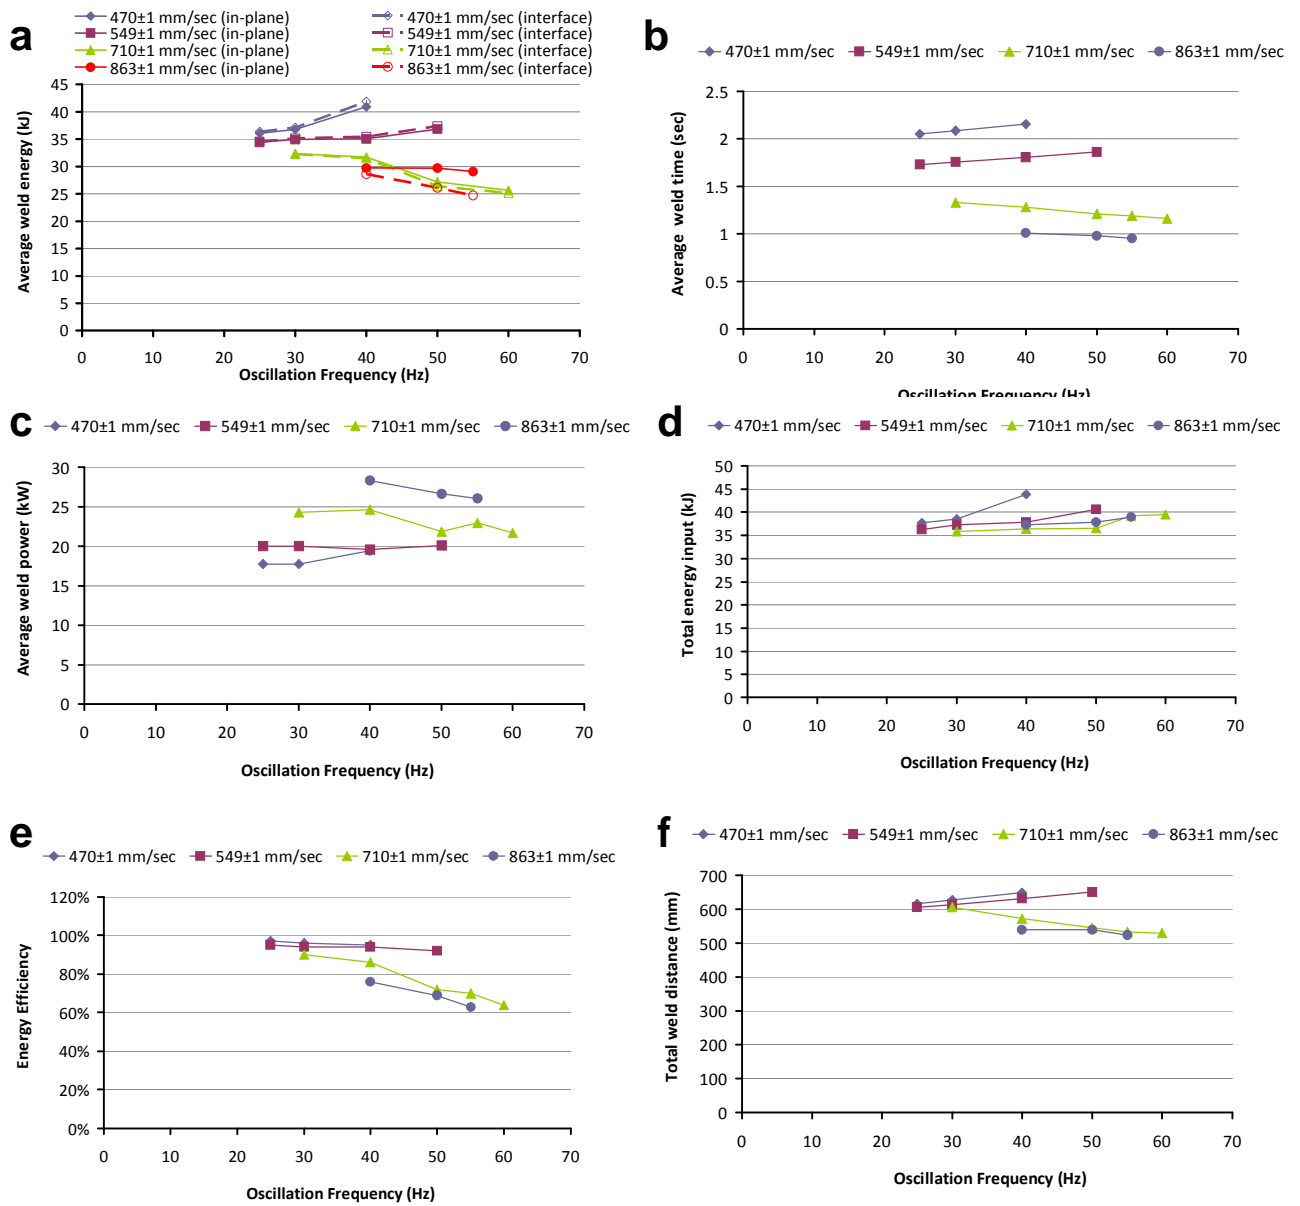 a
470±1 mm/sec (in-plane) 470±1 mm/sec (interface)
549±1 mm/sec (in-plane) 549±1 mm/sec (interface)
710±1 mm/sec (in-plane) 710±1 mm/sec (interface)
863±1 mm/sec (in-plane) 863±1 mm/sec (interface)
45
40
35
30
25
20
15
10
5
0
Average weld energy (kJ)
0 10 20 30 40 50 60 70
Oscillation Frequency (Hz)
b
470±1 mm/sec 549±1 mm/sec 710±1 mm/sec 863±1 mm/sec
2.5
2
1.5
1
0.5
0
Average weld time (sec)
0 10 20 30 40 50 60 70
Oscillation Frequency (Hz)
c
470±1 mm/sec 549±1 mm/sec 710±1 mm/sec 863±1 mm/sec
30
25
20
15
10
5
0
Average weld power (kW)
0 10 20 30 40 50 60 70
Oscillation Frequency (Hz)
d
470±1 mm/sec 549±1 mm/sec 710±1 mm/sec 863±1 mm/sec
50
45
40
35
30
25
20
15
10
5
0
Total energy input (kJ)
0 10 20 30 40 50 60 70
Oscillation Frequency (Hz)
e
470±1 mm/sec 549±1 mm/sec 710±1 mm/sec 863±1 mm/sec
120%
100%
80%
60%
40%
20%
0%
Energy Efficiency
0 10 20 30 40 50 60 70
Oscillation Frequency (Hz)
f
470±1 mm/sec 549±1 mm/sec 710±1 mm/sec 863±1 mm/sec
700
600
500
400
300
200
100
0
Total weld distance (mm)
0 10 20 30 40 50 60 70
Oscillation Frequency (Hz)